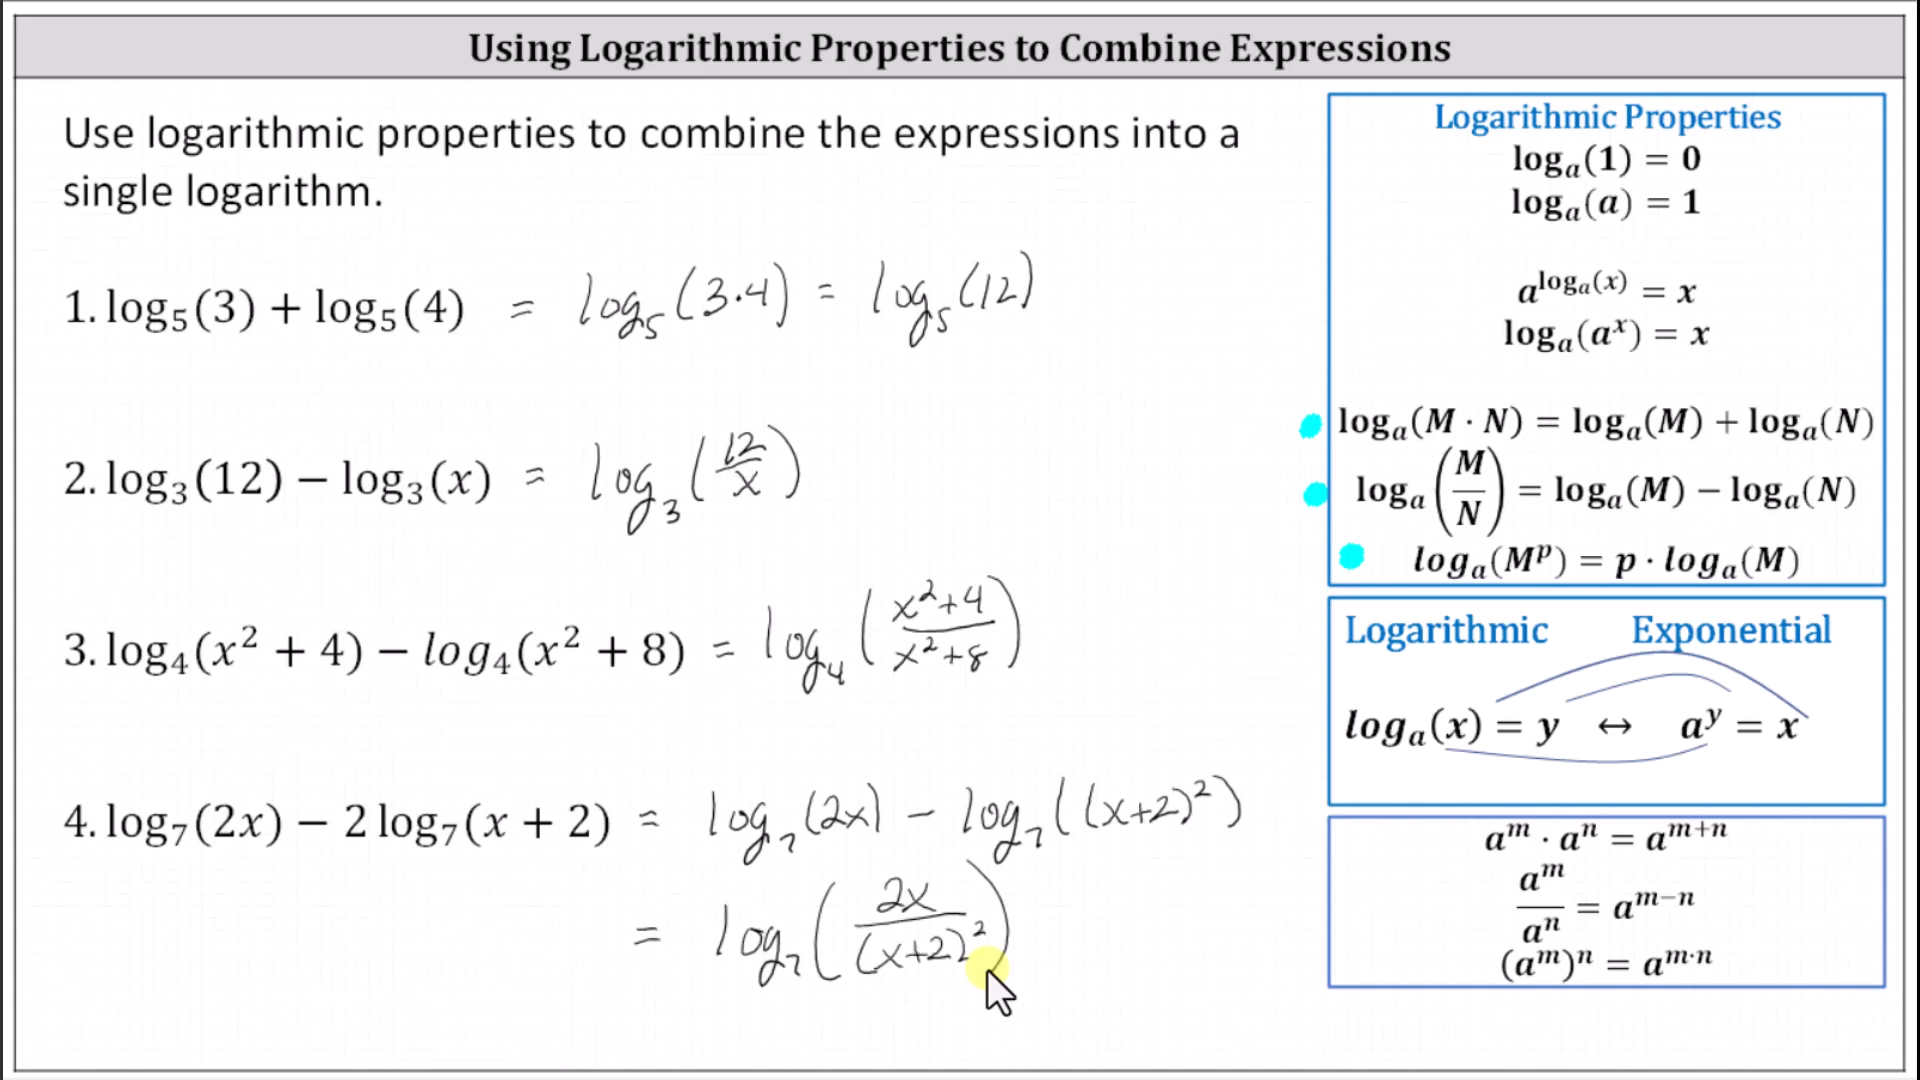 Using Logarithmic Properties to Combine Expressions
Use logarithmic properties to combine the expressions into a
single logarithm.
1. log₅(3) + log₅(4) = log₅(3·4) = log₅(12)
2. log₃(12) − log₃(x) = log₃(12/x)
3. log₄(x² + 4) − log₄(x² + 8) = log₄((x²+4)/(x²+8))
4. log₇(2x) − 2 log₇(x + 2) = log₇(2x) − log₇((x+2)²)
= log₇(2x/(x+2)²)
Logarithmic Properties
logₐ(1) = 0
logₐ(a) = 1
a^(logₐ(x)) = x
logₐ(aˣ) = x
logₐ(M · N) = logₐ(M) + logₐ(N)
logₐ(M/N) = logₐ(M) − logₐ(N)
logₐ(Mᵖ) = p · logₐ(M)
Logarithmic Exponential
logₐ(x) = y ↔ aʸ = x
aᵐ · aⁿ = aᵐ⁺ⁿ
aᵐ/aⁿ = aᵐ⁻ⁿ
(aᵐ)ⁿ = a^(m·n)